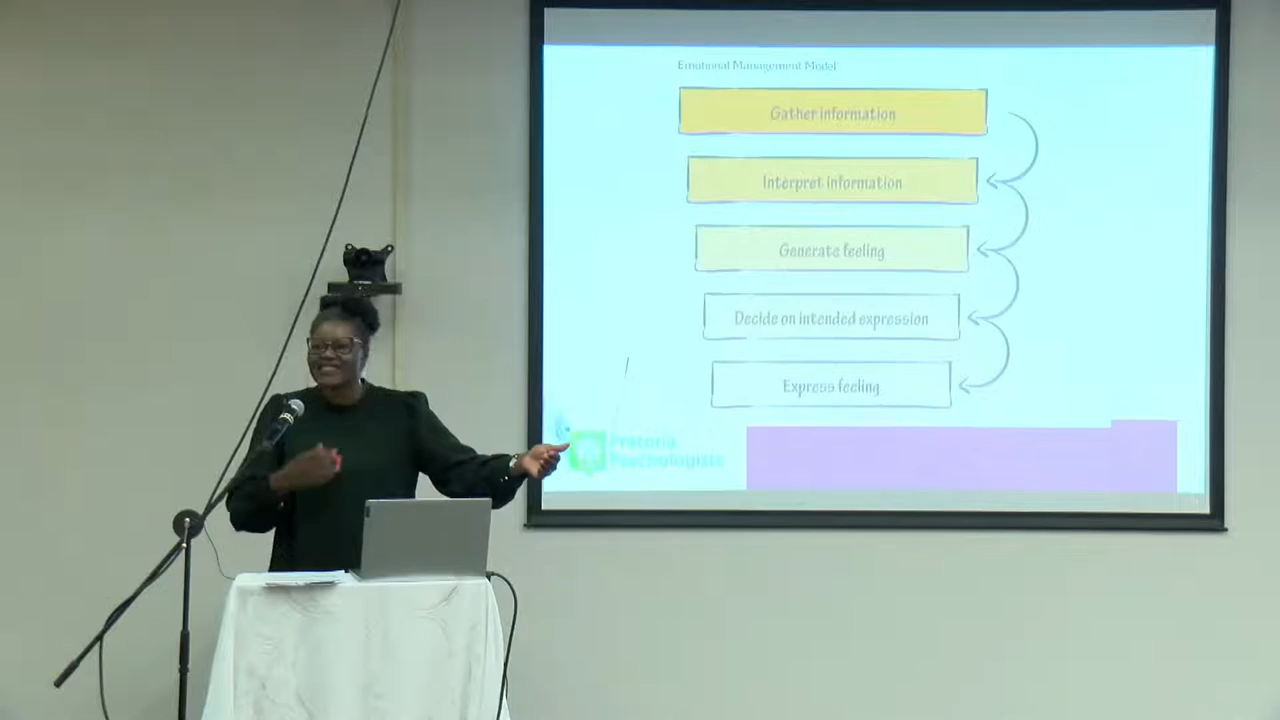 Emotional Management Model
Gather information
Interpret information
Generate feeling
Decide on intended expression
Express feeling
Pretoria
Psychologists